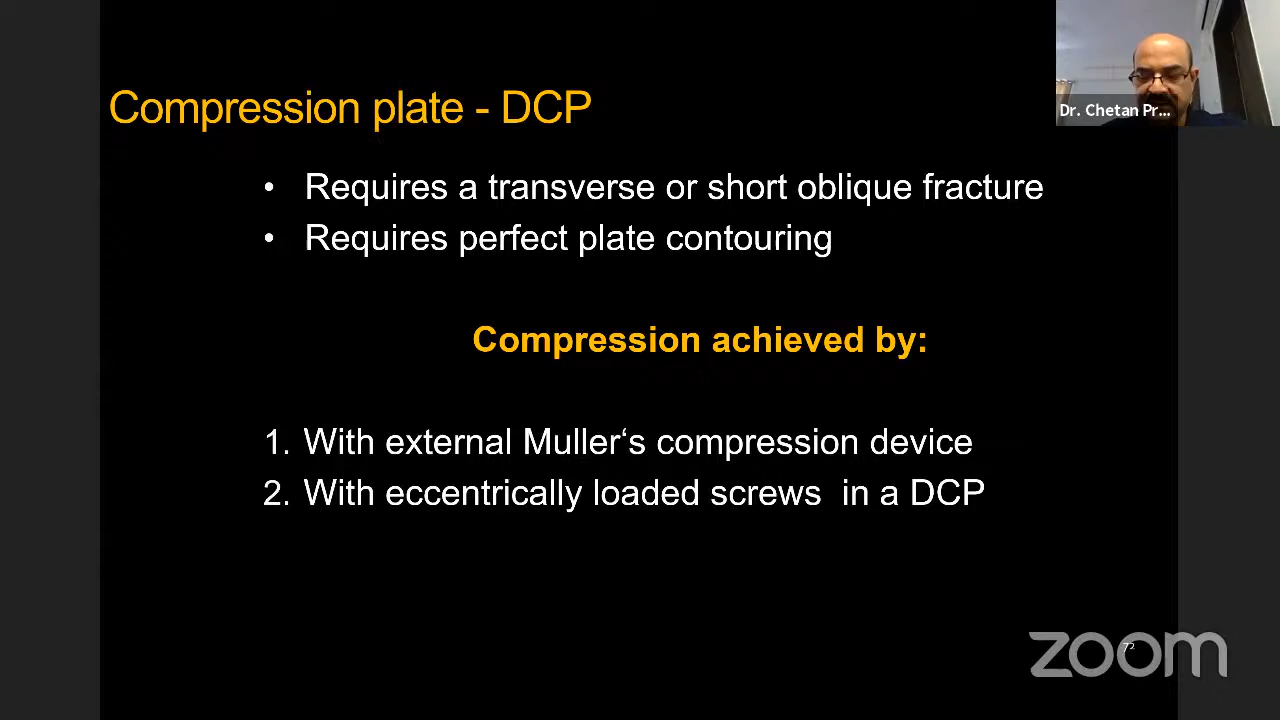 Compression plate - DCP
Dr. Chetan Pr...
• Requires a transverse or short oblique fracture
• Requires perfect plate contouring
Compression achieved by:
1. With external Muller‘s compression device
2. With eccentrically loaded screws in a DCP
72
zoom